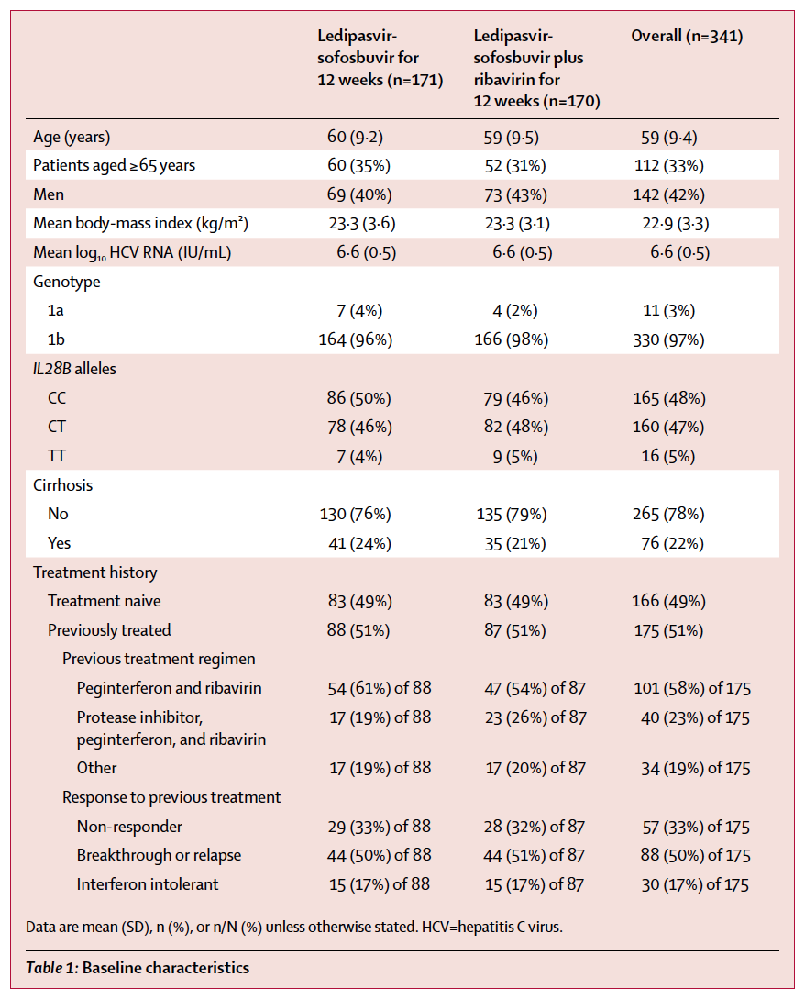 Ledipasvir-sofosbuvir for 12 weeks (n=171) Ledipasvir-sofosbuvir plus ribavirin for 12 weeks (n=170) Overall (n=341)
Age (years) 60 (9·2) 59 (9·5) 59 (9·4)
Patients aged ≥65 years 60 (35%) 52 (31%) 112 (33%)
Men 69 (40%) 73 (43%) 142 (42%)
Mean body-mass index (kg/m²) 23·3 (3·6) 23·3 (3·1) 22·9 (3·3)
Mean log₁₀ HCV RNA (IU/mL) 6·6 (0·5) 6·6 (0·5) 6·6 (0·5)
Genotype
1a 7 (4%) 4 (2%) 11 (3%)
1b 164 (96%) 166 (98%) 330 (97%)
IL28B alleles
CC 86 (50%) 79 (46%) 165 (48%)
CT 78 (46%) 82 (48%) 160 (47%)
TT 7 (4%) 9 (5%) 16 (5%)
Cirrhosis
No 130 (76%) 135 (79%) 265 (78%)
Yes 41 (24%) 35 (21%) 76 (22%)
Treatment history
Treatment naive 83 (49%) 83 (49%) 166 (49%)
Previously treated 88 (51%) 87 (51%) 175 (51%)
Previous treatment regimen
Peginterferon and ribavirin 54 (61%) of 88 47 (54%) of 87 101 (58%) of 175
Protease inhibitor, 17 (19%) of 88 23 (26%) of 87 40 (23%) of 175
peginterferon, and ribavirin
Other 17 (19%) of 88 17 (20%) of 87 34 (19%) of 175
Response to previous treatment
Non-responder 29 (33%) of 88 28 (32%) of 87 57 (33%) of 175
Breakthrough or relapse 44 (50%) of 88 44 (51%) of 87 88 (50%) of 175
Interferon intolerant 15 (17%) of 88 15 (17%) of 87 30 (17%) of 175
Data are mean (SD), n (%), or n/N (%) unless otherwise stated. HCV=hepatitis C virus.
Table 1: Baseline characteristics